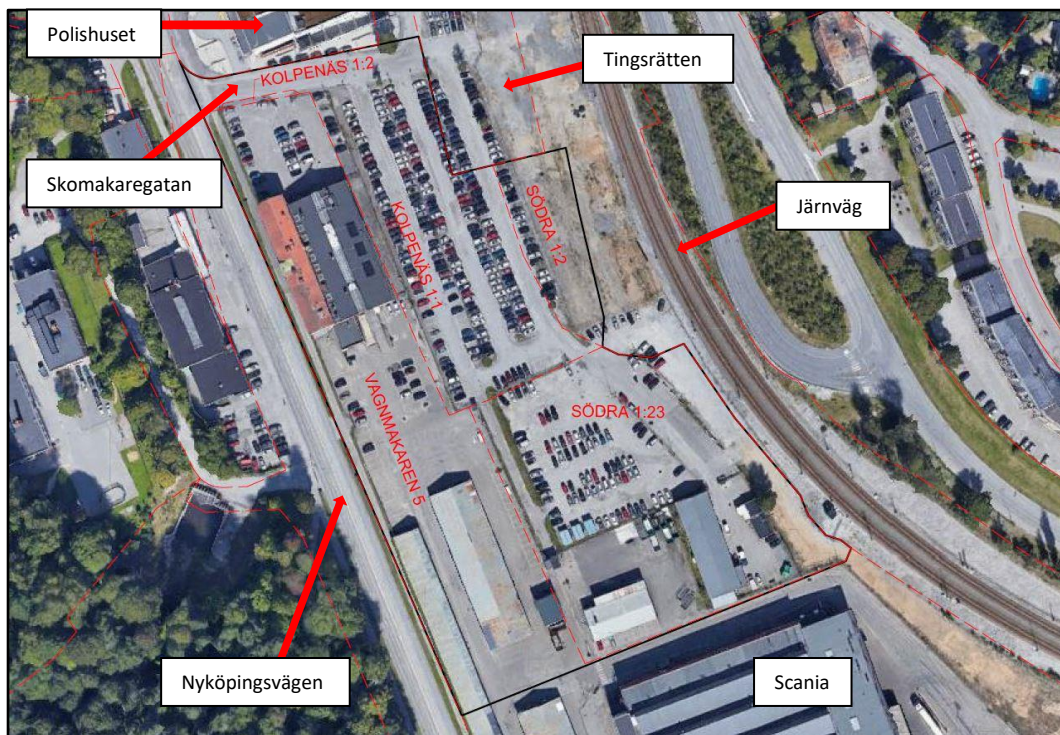 Polishuset
KOLPENÄS 1:2
Tingsrätten
Skomakaregatan
KOLPENÄS 1:1
SÖDRA 1:2
Järnväg
VAGNMAKAREN 5
SÖDRA 1:23
Nyköpingsvägen
Scania